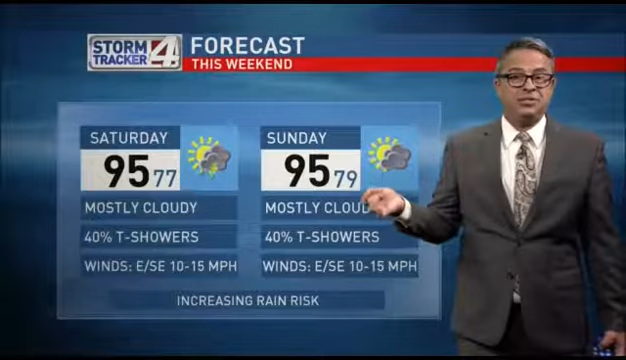 STORM
TRACKER
4
FORECAST
THIS WEEKEND
SATURDAY
95 77
MOSTLY CLOUDY
40% T-SHOWERS
WINDS: E/SE 10-15 MPH
SUNDAY
95 79
MOSTLY
40% T-SHOWERS
WINDS: E/SE 10-15 MPH
INCREASING RAIN RISK